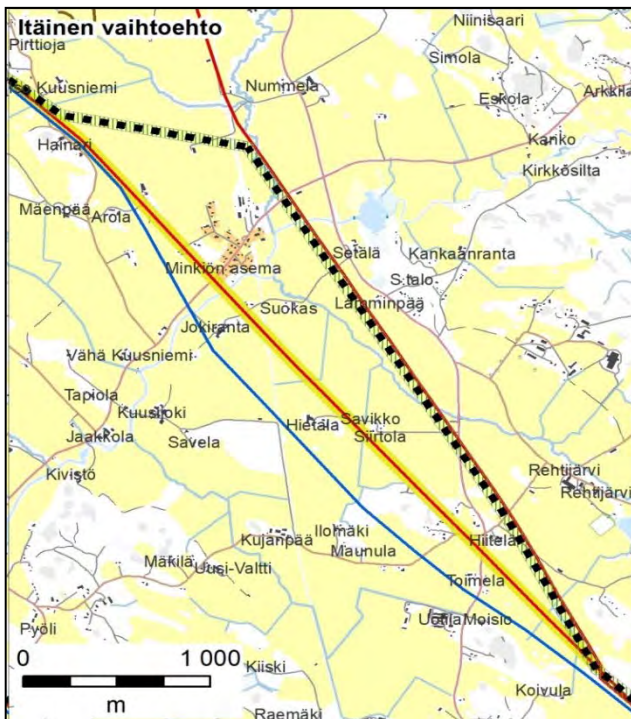 Itäinen vaihtoehto
Pirttioja
Niinisaari
Simola
Kuusniemi
Nummela
Eskola
Arkkila
Hainari
Kanko
Kirkkosilta
Mäenpää
Arola
Setälä
Kankaanranta
Minkiön asema
S.talo
Suokas
Lamminpää
Jokiranta
Vähä Kuusniemi
Tapiola
Kuusijoki
Hietala
Savikko
Siirtola
Jaakkola
Savela
Kivistö
Rehtijärvi
Rehtijärvi
Ilomäki
Hiitelä
Kujanpää
Maunula
Mäkilä
Uusi-Valtti
Toimela
Uotila
Moisio
Pyöli
0 1 000
m
Kiiski
Koivula
Raemäki